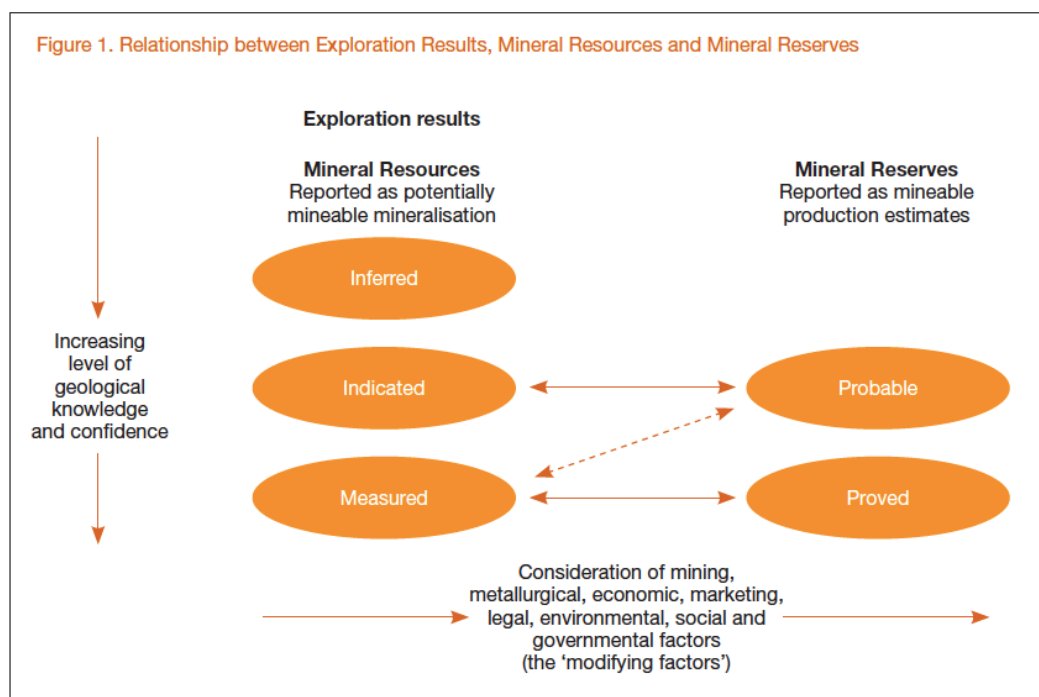 Figure 1. Relationship between Exploration Results, Mineral Resources and Mineral Reserves
Exploration results
Mineral Resources
Reported as potentially
mineable mineralisation
Mineral Reserves
Reported as mineable
production estimates
Inferred
Increasing
level of
geological
knowledge
and confidence
Indicated
Probable
Measured
Proved
Consideration of mining,
metallurgical, economic, marketing,
legal, environmental, social and
governmental factors
(the ‘modifying factors’)